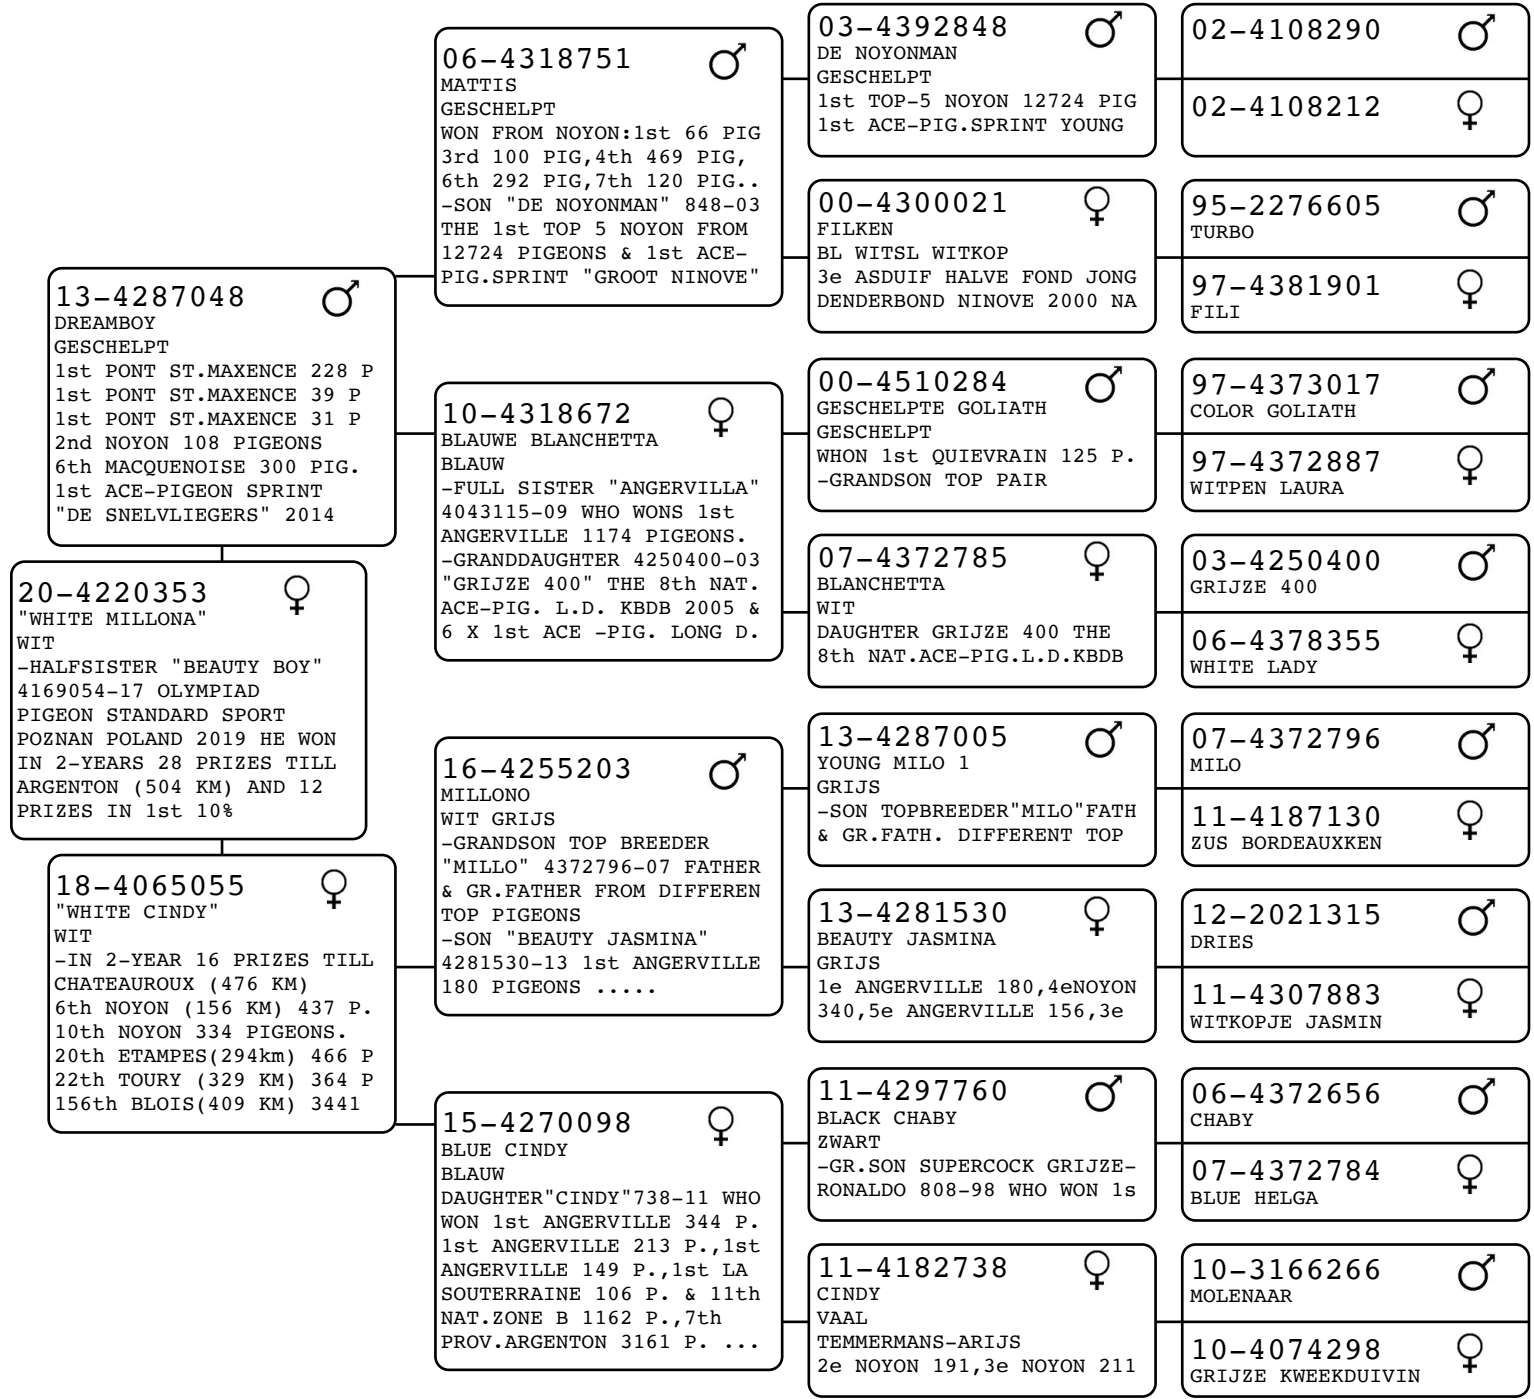 20-4220353
"WHITE MILLONA"
WIT
-HALFSISTER "BEAUTY BOY"
4169054-17 OLYMPIAD
PIGEON STANDARD SPORT
POZNAN POLAND 2019 HE WON
IN 2-YEARS 28 PRIZES TILL
ARGENTON (504 KM) AND 12
PRIZES IN 1st 10%
13-4287048
DREAMBOY
GESCHELPT
1st PONT ST.MAXENCE 228 P
1st PONT ST.MAXENCE 39 P
1st PONT ST.MAXENCE 31 P
2nd NOYON 108 PIGEONS
6th MACQUENOISE 300 PIG.
1st ACE-PIGEON SPRINT
"DE SNELVLIEGERS" 2014
18-4065055
"WHITE CINDY"
WIT
-IN 2-YEAR 16 PRIZES TILL
CHATEAUROUX (476 KM)
6th NOYON (156 KM) 437 P.
10th NOYON 334 PIGEONS.
20th ETAMPES(294km) 466 P
22th TOURY (329 KM) 364 P
156th BLOIS(409 KM) 3441
06-4318751
MATTIS
GESCHELPT
WON FROM NOYON:1st 66 PIG
3rd 100 PIG,4th 469 PIG,
6th 292 PIG,7th 120 PIG..
-SON "DE NOYONMAN" 848-03
THE 1st TOP 5 NOYON FROM
12724 PIGEONS & 1st ACE-
PIG.SPRINT "GROOT NINOVE"
10-4318672
BLAUWE BLANCHETTA
BLAUW
-FULL SISTER "ANGERVILLA"
4043115-09 WHO WONS 1st
ANGERVILLE 1174 PIGEONS.
-GRANDDAUGHTER 4250400-03
"GRIJZE 400" THE 8th NAT.
ACE-PIG. L.D. KBDB 2005 &
6 X 1st ACE -PIG. LONG D.
16-4255203
MILLONO
WIT GRIJS
-GRANDSON TOP BREEDER
"MILLO" 4372796-07 FATHER
& GR.FATHER FROM DIFFEREN
TOP PIGEONS
-SON "BEAUTY JASMINA"
4281530-13 1st ANGERVILLE
180 PIGEONS .....
15-4270098
BLUE CINDY
BLAUW
DAUGHTER"CINDY"738-11 WHO
WON 1st ANGERVILLE 344 P.
1st ANGERVILLE 213 P.,1st
ANGERVILLE 149 P.,1st LA
SOUTERRAINE 106 P. & 11th
NAT.ZONE B 1162 P.,7th
PROV.ARGENTON 3161 P. ...
03-4392848
DE NOYONMAN
GESCHELPT
1st TOP-5 NOYON 12724 PIG
1st ACE-PIG.SPRINT YOUNG
00-4300021
FILKEN
BL WITSL WITKOP
3e ASDUIF HALVE FOND JONG
DENDERBOND NINOVE 2000 NA
00-4510284
GESCHELPTE GOLIATH
GESCHELPT
WHON 1st QUIEVRAIN 125 P.
-GRANDSON TOP PAIR
07-4372785
BLANCHETTA
WIT
DAUGHTER GRIJZE 400 THE
8th NAT.ACE-PIG.L.D.KBDB
13-4287005
YOUNG MILO 1
GRIJS
-SON TOPBREEDER"MILO"FATH
& GR.FATH. DIFFERENT TOP
13-4281530
BEAUTY JASMINA
GRIJS
1e ANGERVILLE 180,4eNOYON
340,5e ANGERVILLE 156,3e
11-4297760
BLACK CHABY
ZWART
-GR.SON SUPERCOCK GRIJZE-
RONALDO 808-98 WHO WON 1s
11-4182738
CINDY
VAAL
TEMMERMANS-ARIJS
2e NOYON 191,3e NOYON 211
02-4108290
02-4108212
95-2276605
TURBO
97-4381901
FILI
97-4373017
COLOR GOLIATH
97-4372887
WITPEN LAURA
03-4250400
GRIJZE 400
06-4378355
WHITE LADY
07-4372796
MILO
11-4187130
ZUS BORDEAUXKEN
12-2021315
DRIES
11-4307883
WITKOPJE JASMIN
06-4372656
CHABY
07-4372784
BLUE HELGA
10-3166266
MOLENAAR
10-4074298
GRIJZE KWEEKDUIVIN